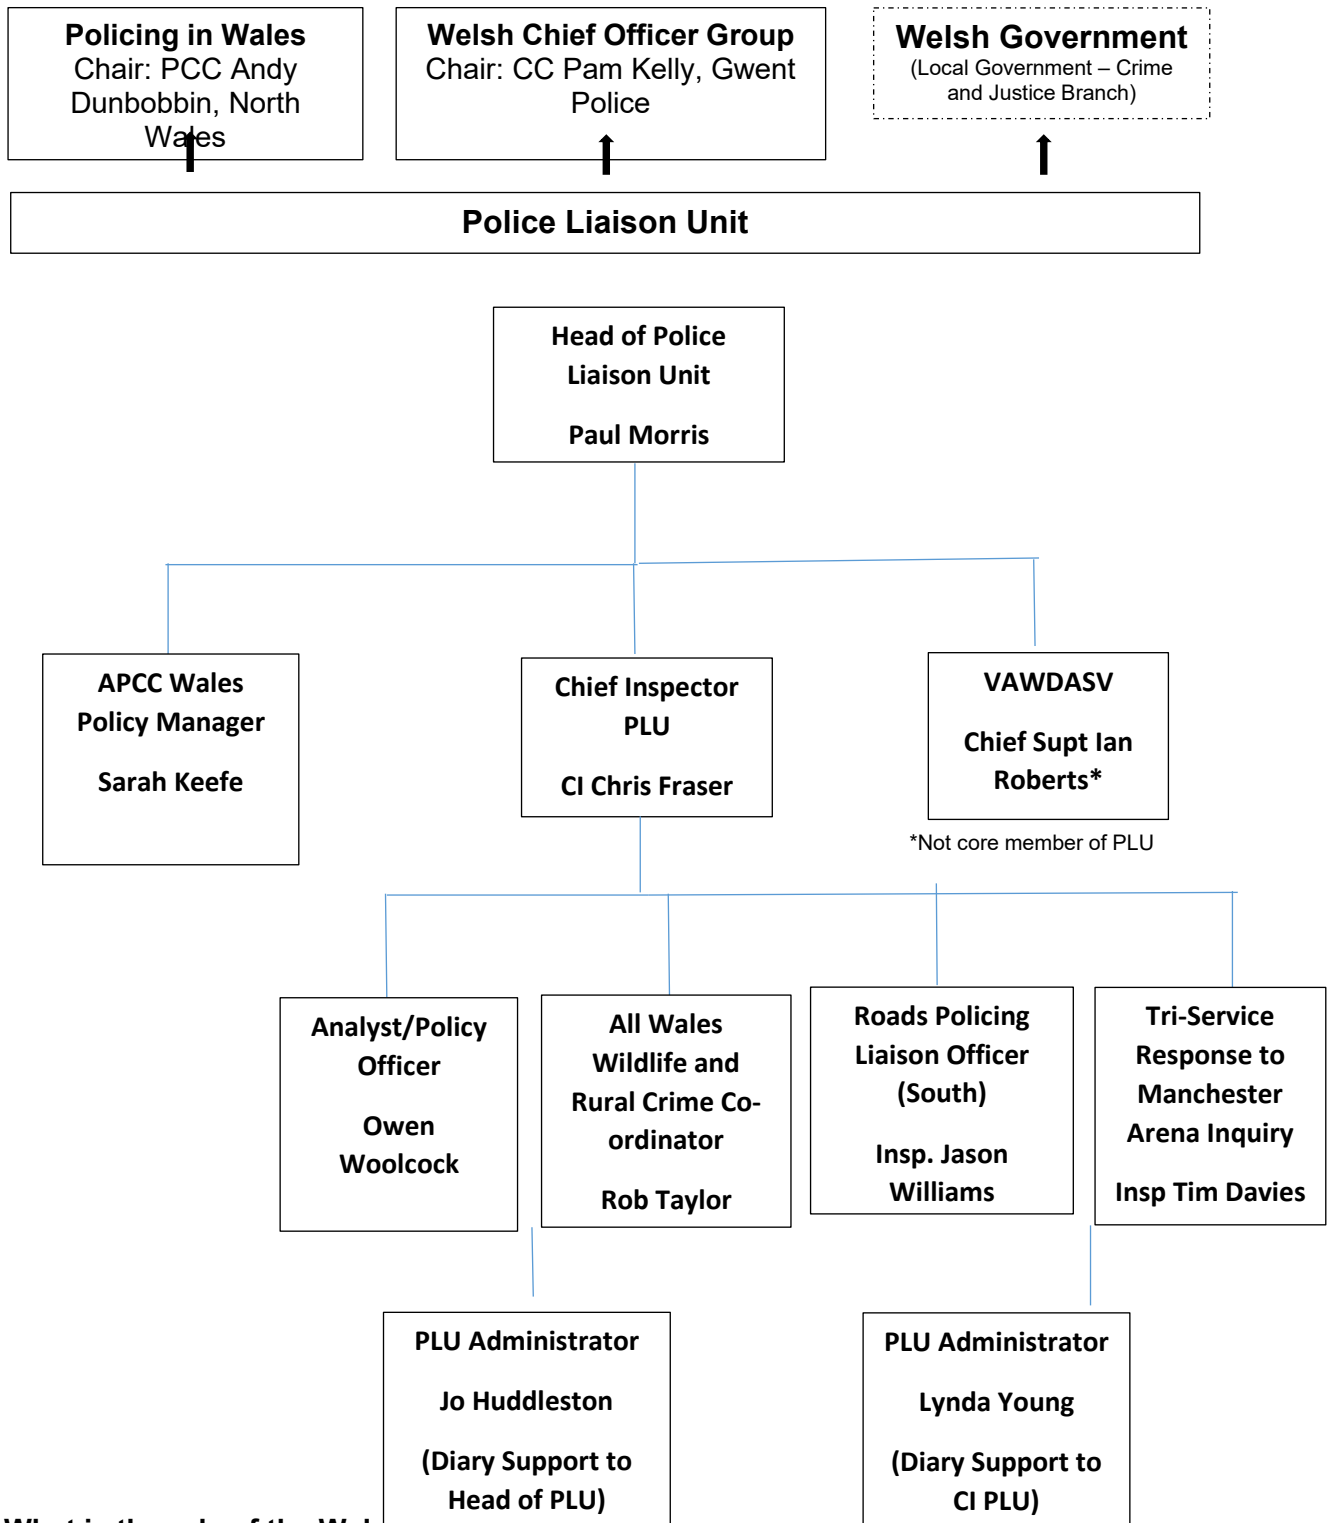 Policing in Wales
Chair: PCC Andy
Dunbobbin, North
Wales
Welsh Chief Officer Group
Chair: CC Pam Kelly, Gwent
Police
Welsh Government
(Local Government – Crime
and Justice Branch)
Police Liaison Unit
Head of Police
Liaison Unit
Paul Morris
APCC Wales
Policy Manager
Sarah Keefe
Chief Inspector
PLU
CI Chris Fraser
VAWDASV
Chief Supt Ian
Roberts*
*Not core member of PLU
Analyst/Policy
Officer
Owen
Woolcock
All Wales
Wildlife and
Rural Crime Co-
ordinator
Rob Taylor
Roads Policing
Liaison Officer
(South)
Insp. Jason
Williams
Tri-Service
Response to
Manchester
Arena Inquiry
Insp Tim Davies
PLU Administrator
Jo Huddleston
(Diary Support to
Head of PLU)
PLU Administrator
Lynda Young
(Diary Support to
CI PLU)